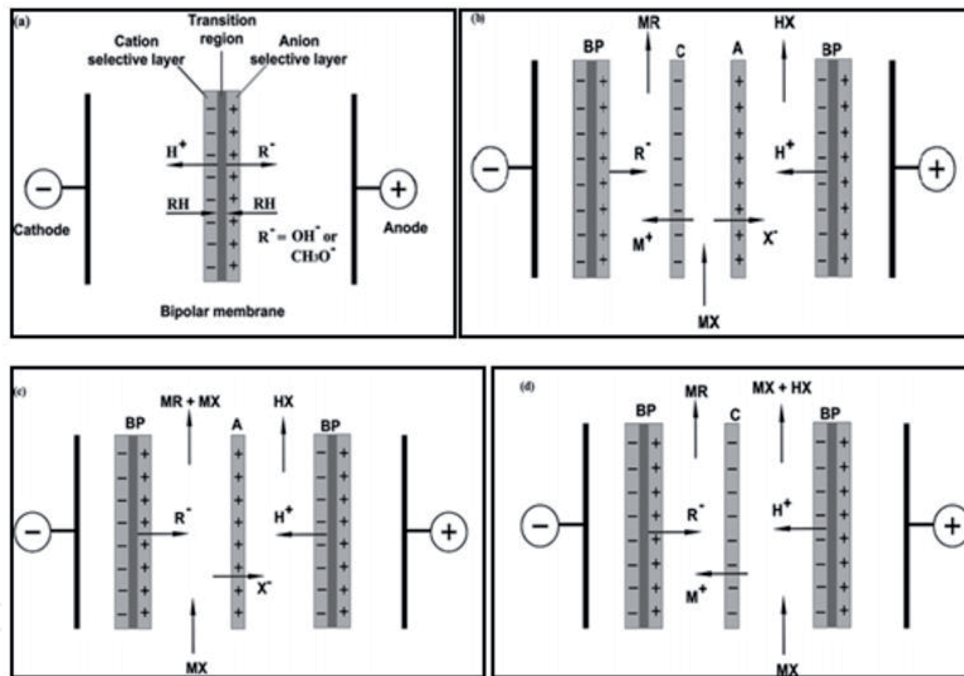 (a)
Transition
region
Cation
selective layer
Anion
selective layer
H⁺
R⁻
RH
RH
R⁻ = OH⁻ or
CH₃O⁻
−
Cathode
+
Anode
Bipolar membrane
(b)
MR
HX
BP
C
A
BP
R⁻
H⁺
−
+
M⁺
X⁻
MX
(c)
MR + MX
HX
BP
A
BP
R⁻
H⁺
−
+
X⁻
MX
(d)
MR
MX + HX
BP
C
BP
R⁻
H⁺
−
+
M⁺
MX